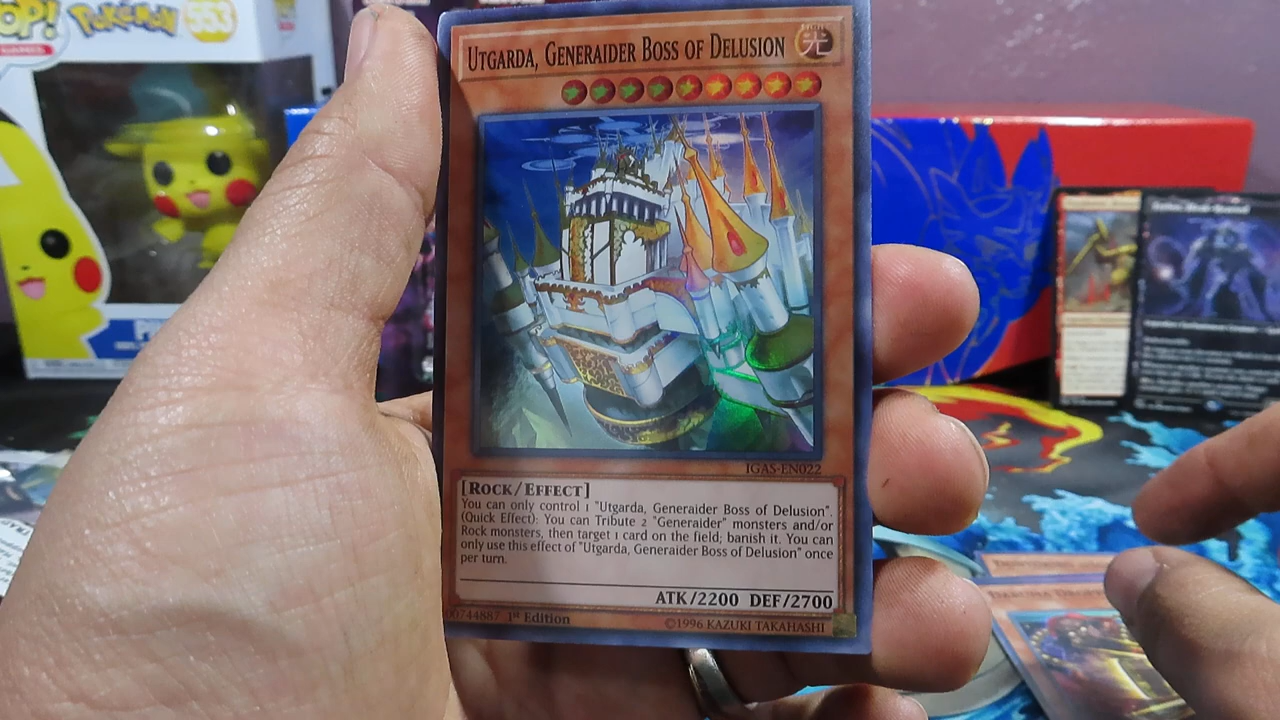 OP!
GAMES
POKÉMON
553
UTGARDA, GENERAIDER BOSS OF DELUSION
光
IGAS-EN022
[ROCK/EFFECT]
You can only control 1 "Utgarda, Generaider Boss of Delusion".
(Quick Effect): You can Tribute 2 "Generaider" monsters and/or
Rock monsters, then target 1 card on the field; banish it. You can
only use this effect of "Utgarda, Generaider Boss of Delusion" once
per turn.
ATK/2200 DEF/2700
00744887 1st Edition
©1996 KAZUKI TAKAHASHI